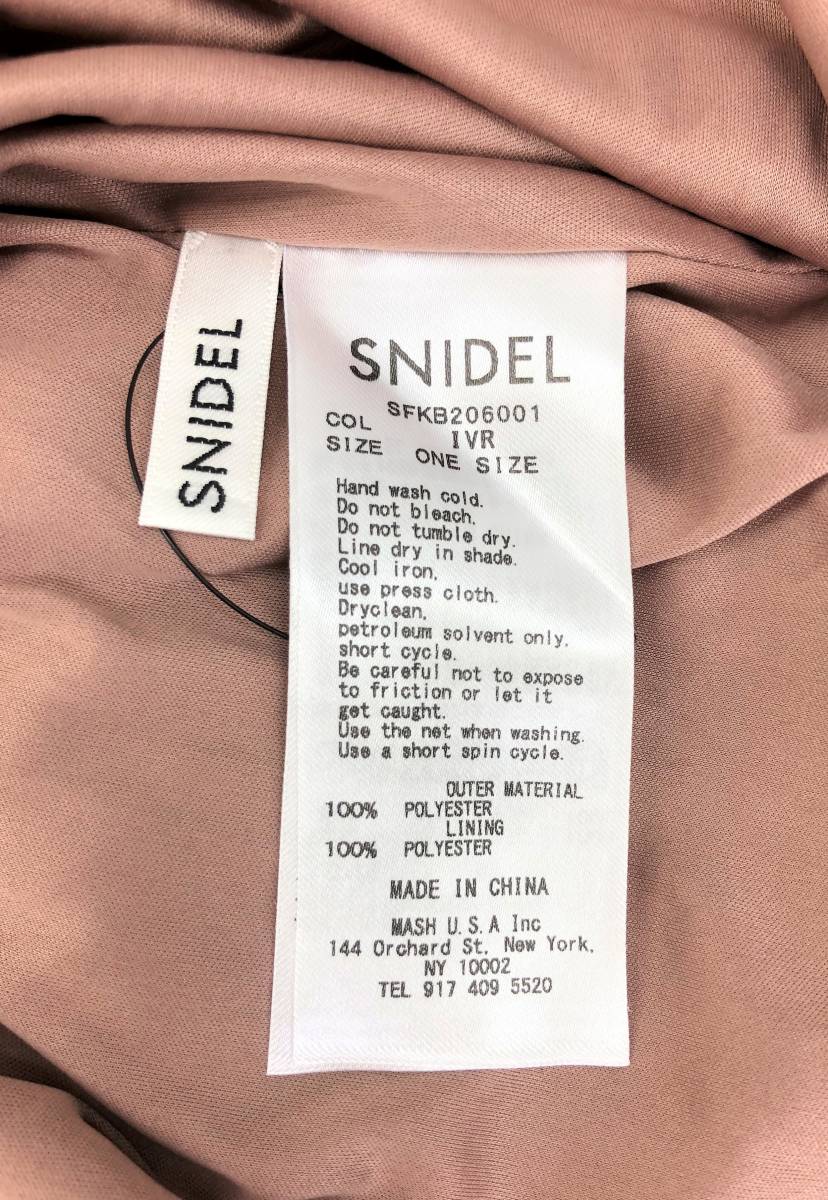 SNIDEL
SNIDEL
SFKB206001
COL IVR
SIZE ONE SIZE
Hand wash cold.
Do not bleach.
Do not tumble dry.
Line dry in shade.
Cool iron,
use press cloth.
Dryclean,
petroleum solvent only.
short cycle.
Be careful not to expose
to friction or let it
get caught.
Use the net when washing.
Use a short spin cycle.
OUTER MATERIAL
100% POLYESTER
LINING
100% POLYESTER
MADE IN CHINA
MASH U.S.A Inc
144 Orchard St. New York,
NY 10002
TEL 917 409 5520